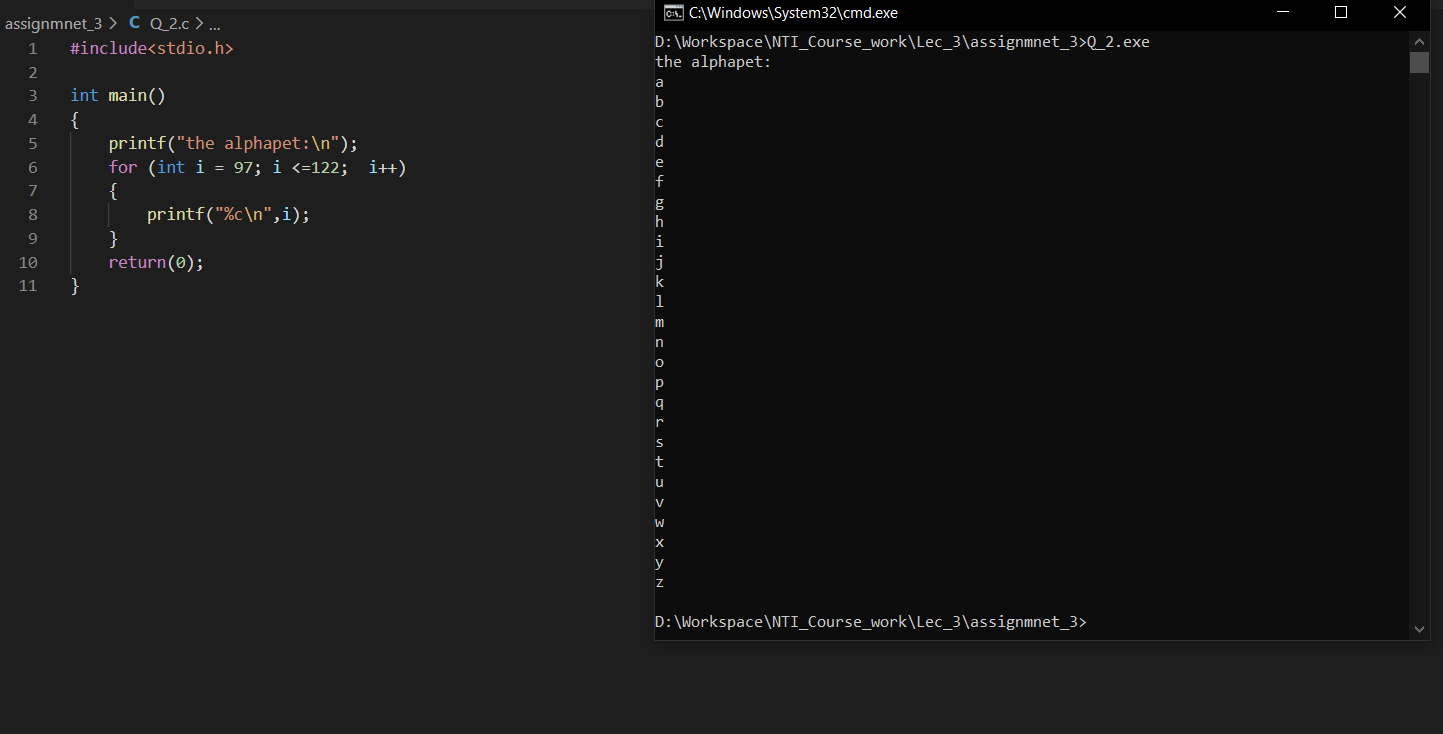 assignmnet_3 > C Q_2.c > ...
1 #include<stdio.h>
2
3 int main()
4 {
5 printf("the alphapet:\n");
6 for (int i = 97; i <=122;  i++)
7 {
8 printf("%c\n",i);
9 }
10 return(0);
11 }
C:\Windows\System32\cmd.exe
D:\Workspace\NTI_Course_work\Lec_3\assignmnet_3>Q_2.exe
the alphapet:
a
b
c
d
e
f
g
h
i
j
k
l
m
n
o
p
q
r
s
t
u
v
w
x
y
z
D:\Workspace\NTI_Course_work\Lec_3\assignmnet_3>